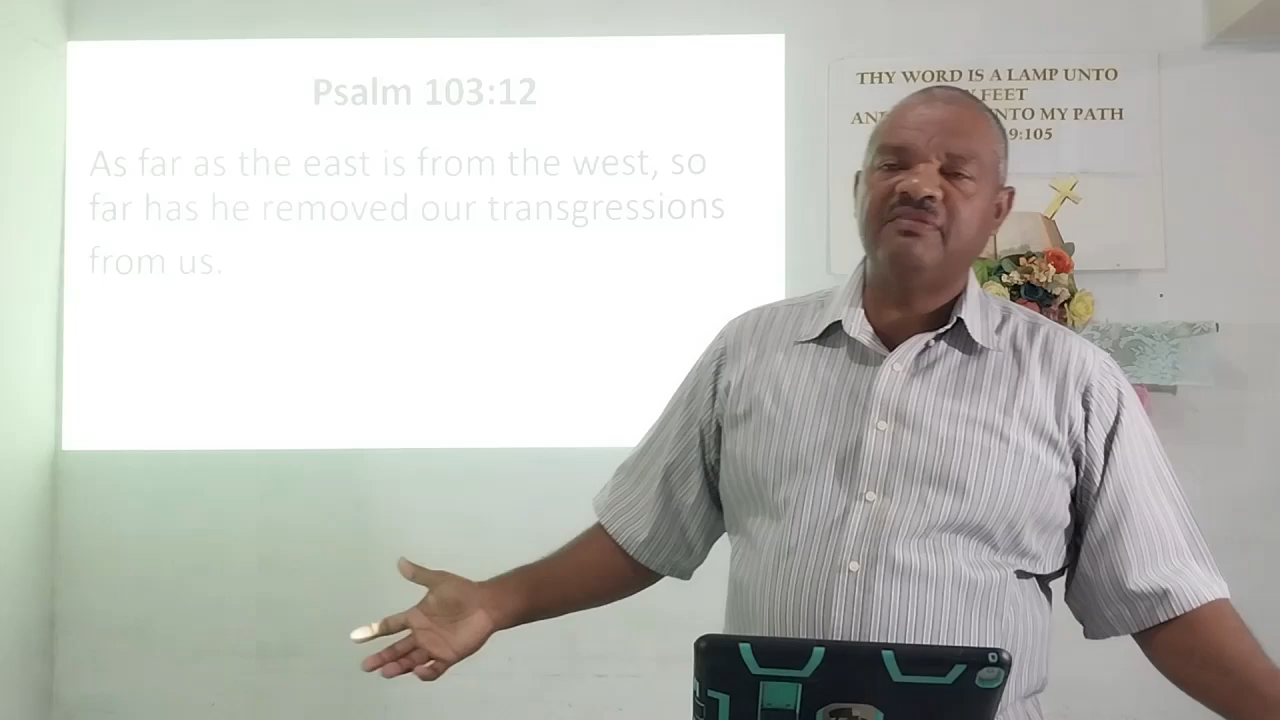 Psalm 103:12
As far as the east is from the west, so
far has he removed our transgressions
from us.
THY WORD IS A LAMP UNTO
FEET
INTO MY PATH
9:105